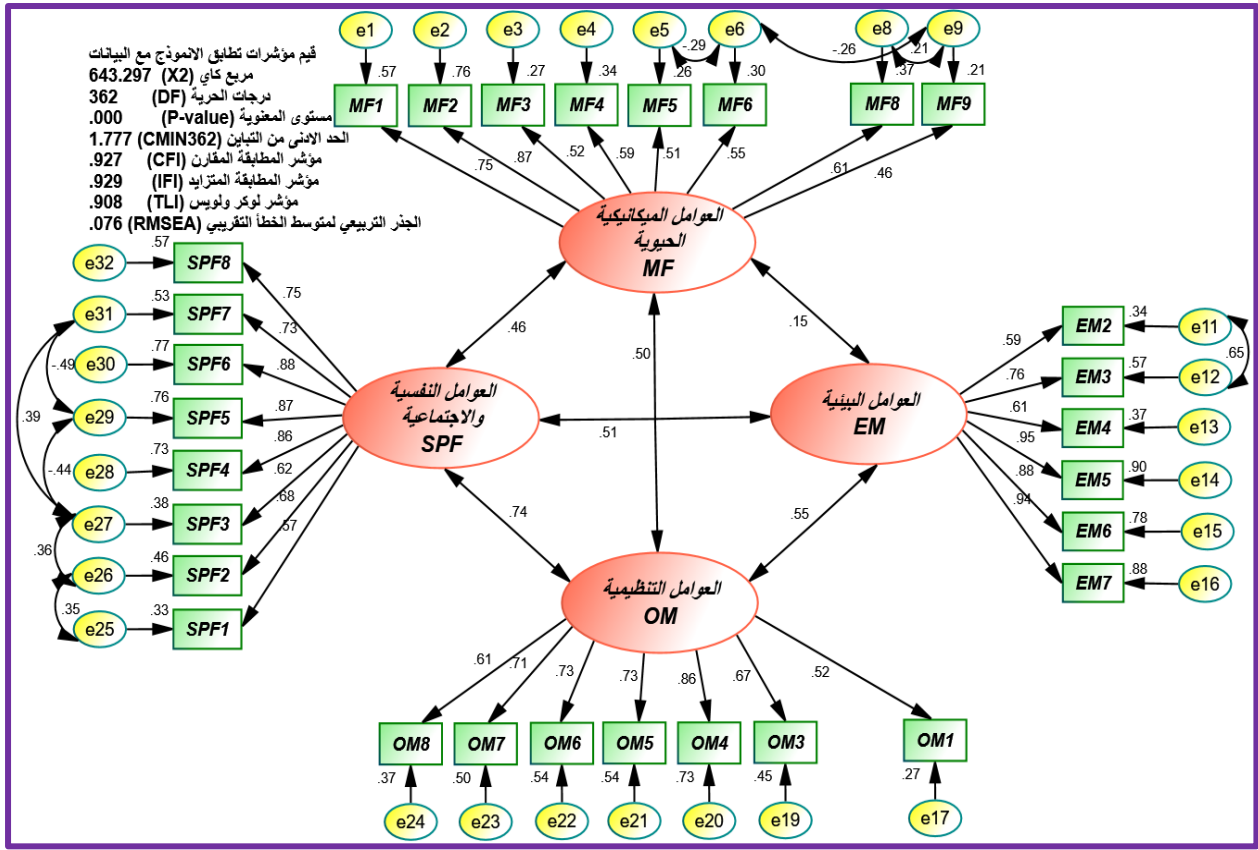 قيم مؤشرات تطابق الانموذج مع البيانات
مربع كاي (X2) 643.297
درجات الحرية (DF) 362
مستوى المعنوية (P-value) .000
الحد الادنى من التباين (CMIN362) 1.777
مؤشر المطابقة المقارن (CFI) .927
مؤشر المطابقة المتزايد (IFI) .929
مؤشر لوكر ولويس (TLI) .908
الجذر التربيعي لمتوسط الخطأ التقريبي (RMSEA) .076
e1 e2 e3 e4 e5 e6 e8 e9
-.29 -.26 .21
.57 .76 .27 .34 .26 .30 .37 .21
MF1 MF2 MF3 MF4 MF5 MF6 MF8 MF9
.75 .87 .52 .59 .51 .55 .61 .46
العوامل الميكانيكية
الحيوية
MF
.46 .50 .15
e32 .57 SPF8 .75
e31 .53 SPF7 .73
e30 .77 SPF6 .88
e29 .76 SPF5 .87
e28 .73 SPF4 .86
e27 .38 SPF3 .62
e26 .46 SPF2 .68
e25 .33 SPF1 .57
-.49
.39
-.44
.36
.35
العوامل النفسية
والاجتماعية
SPF
.51
العوامل البيئية
EM
.59 EM2 .34 e11
.76 EM3 .57 e12
.61 EM4 .37 e13
.95 EM5 .90 e14
.88 EM6 .78 e15
.94 EM7 .88 e16
.65
.74 .55
العوامل التنظيمية
OM
.61 .71 .73 .73 .86 .67 .52
OM8 OM7 OM6 OM5 OM4 OM3 OM1
.37 .50 .54 .54 .73 .45 .27
e24 e23 e22 e21 e20 e19 e17